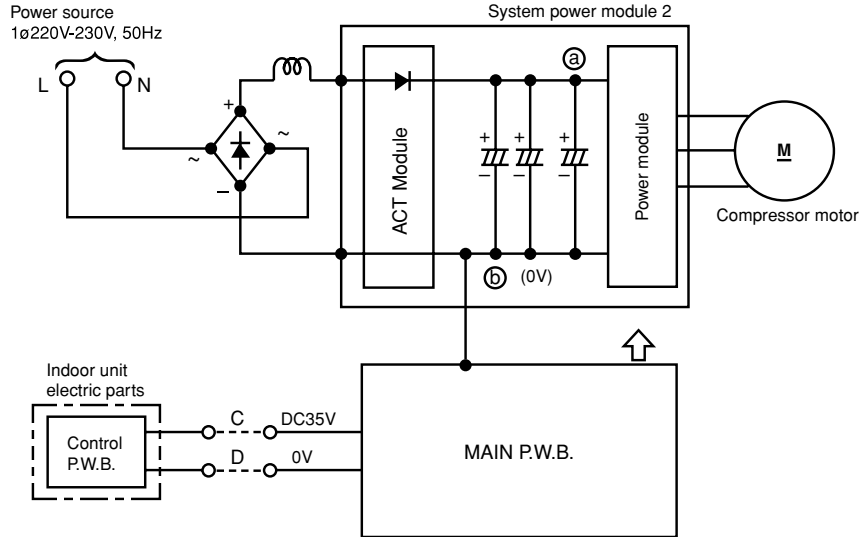 Power source
1ø220V-230V, 50Hz
L
N
System power module 2
+
~
~
−
ACT Module
ⓐ
+
+
+
−
−
−
Power module
M
Compressor motor
ⓑ
(0V)
Indoor unit
electric parts
Control
P.W.B.
C
DC35V
D
0V
MAIN P.W.B.